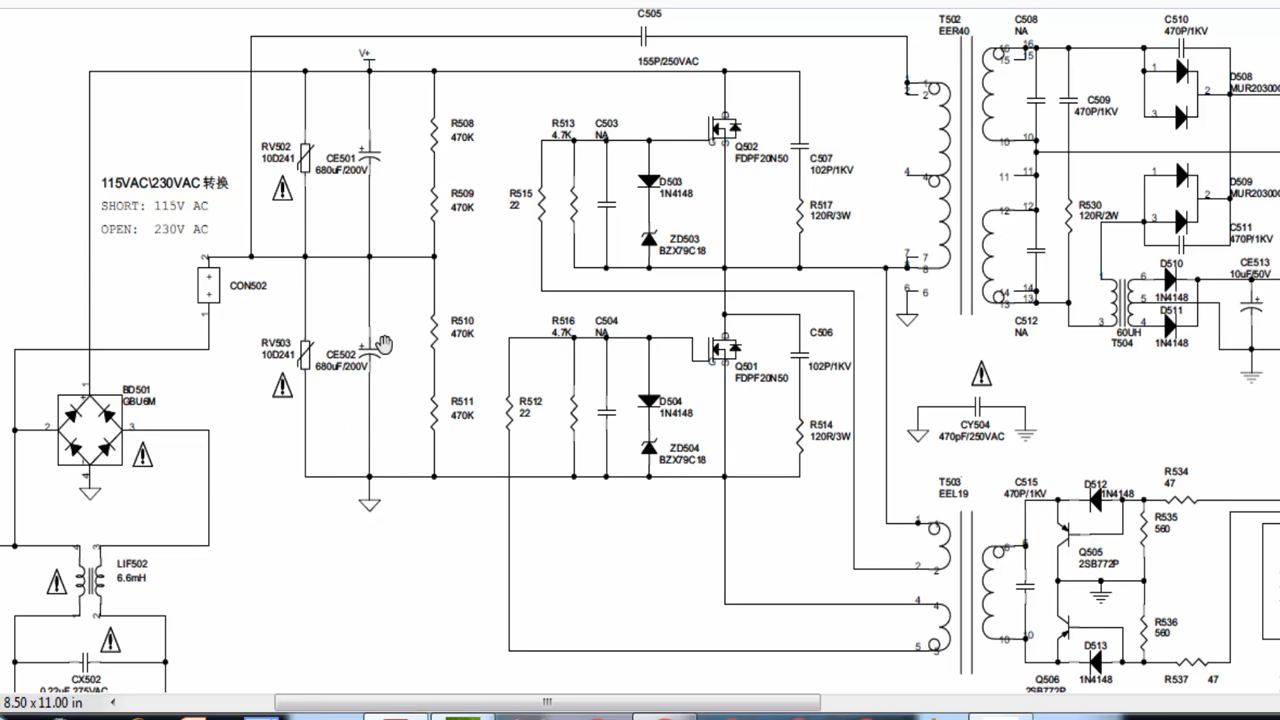 C505
155P/250VAC
V+
T502
EER40
C508
NA
C510
470P/1KV
D508
MUR20300
C509
470P/1KV
D509
MUR20300
R530
120R/2W
C511
470P/1KV
C512
NA
D510
1N4148
D511
1N4148
60UH
T504
CE513
10uF/50V
RV502
10D241
CE501
680uF/200V
R508
470K
R509
470K
R513
4.7K
C503
NA
R515
22
D503
1N4148
ZD503
BZX79C18
Q502
FDPF20N50
C507
102P/1KV
R517
120R/3W
115VAC\230VAC 转换
SHORT: 115V AC
OPEN: 230V AC
CON502
RV503
10D241
CE502
680uF/200V
R510
470K
R511
470K
R516
4.7K
C504
NA
R512
22
D504
1N4148
ZD504
BZX79C18
Q501
FDPF20N50
C506
102P/1KV
R514
120R/3W
CY504
470pF/250VAC
BD501
GBU6M
LIF502
6.6mH
CX502
0.22uF 275VAC
T503
EEL19
C515
470P/1KV
D512
1N4148
R534
47
R535
560
Q505
2SB772P
R536
560
D513
1N4148
Q506
2SB772P
R537 47
8.50 x 11.00 in